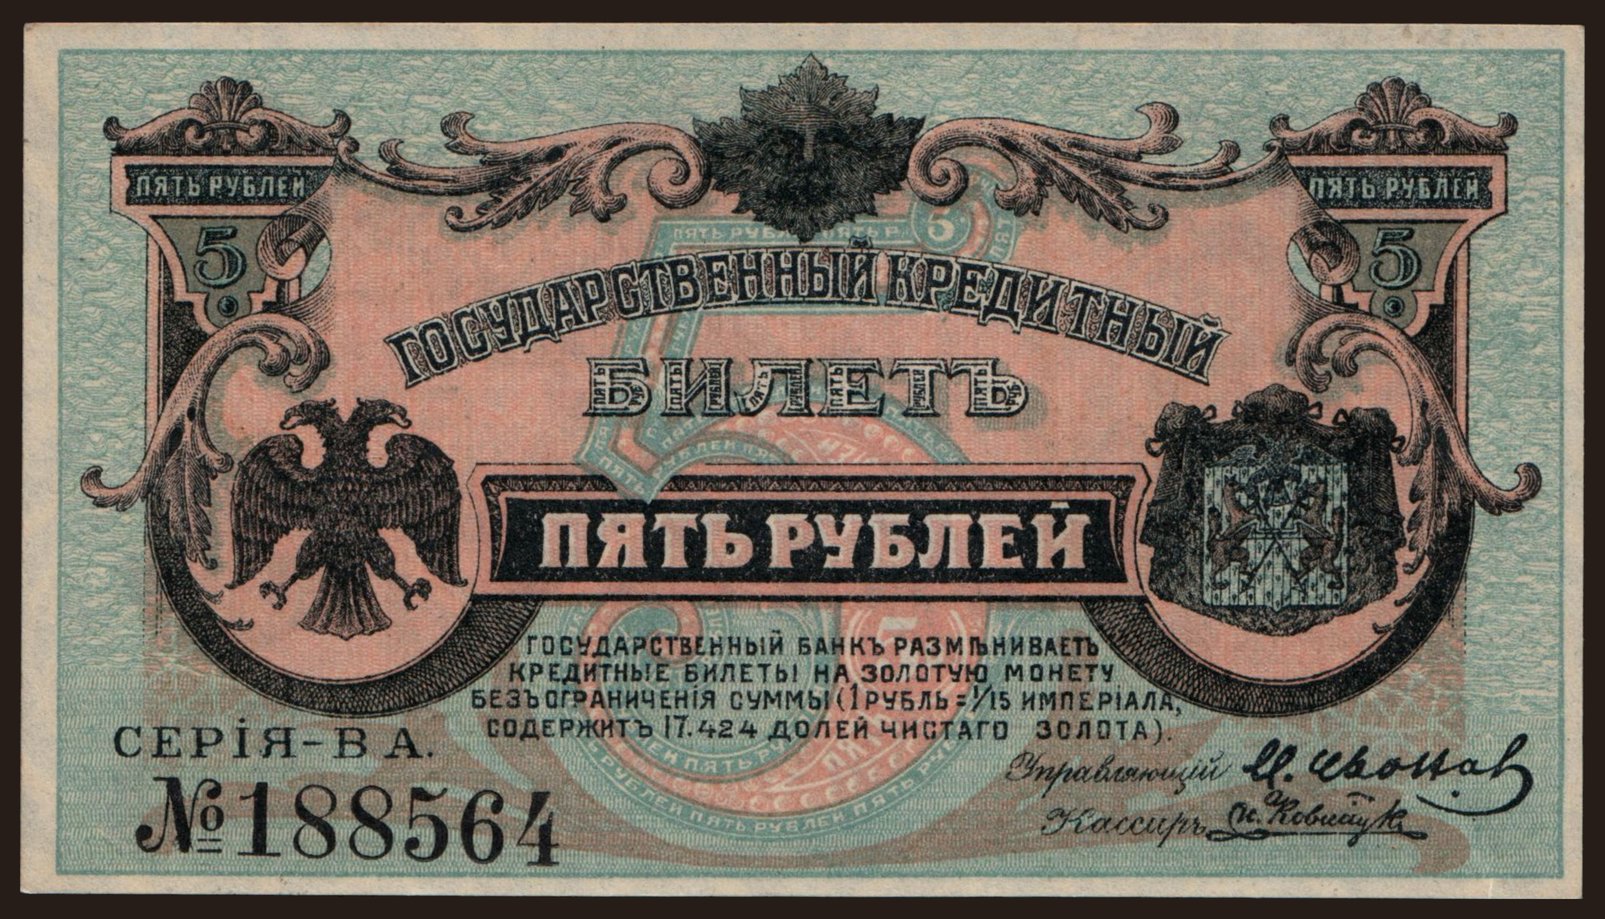 ПЯТЬ РУБЛЕЙ
ПЯТЬ РУБЛЕЙ
5
5
5
ГОСУДАРСТВЕННЫЙ КРЕДИТНЫЙ
БИЛЕТЪ
ПЯТЬ РУБЛЕЙ
ГОСУДАРСТВЕННЫЙ БАНКЪ РАЗМѢНИВАЕТЪ
КРЕДИТНЫЕ БИЛЕТЫ НА ЗОЛОТУЮ МОНЕТУ
БЕЗЪ ОГРАНИЧЕНІЯ СУММЫ (1 РУБЛЬ = 1/15 ИМПЕРІАЛА,
СОДЕРЖИТЪ 17.424 ДОЛЕЙ ЧИСТАГО ЗОЛОТА).
СЕРІЯ-ВА.
№188564
Управляющій
Кассиръ